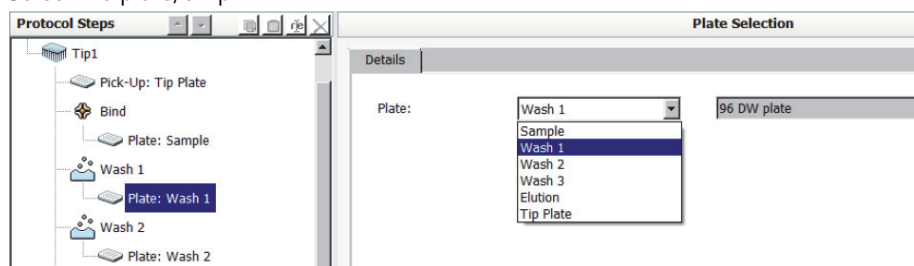 Protocol Steps
Plate Selection
Tip1
Pick-Up: Tip Plate
Bind
Plate: Sample
Wash 1
Plate: Wash 1
Wash 2
Plate: Wash 2
Details
Plate:
Wash 1
96 DW plate
Sample
Wash 1
Wash 2
Wash 3
Elution
Tip Plate